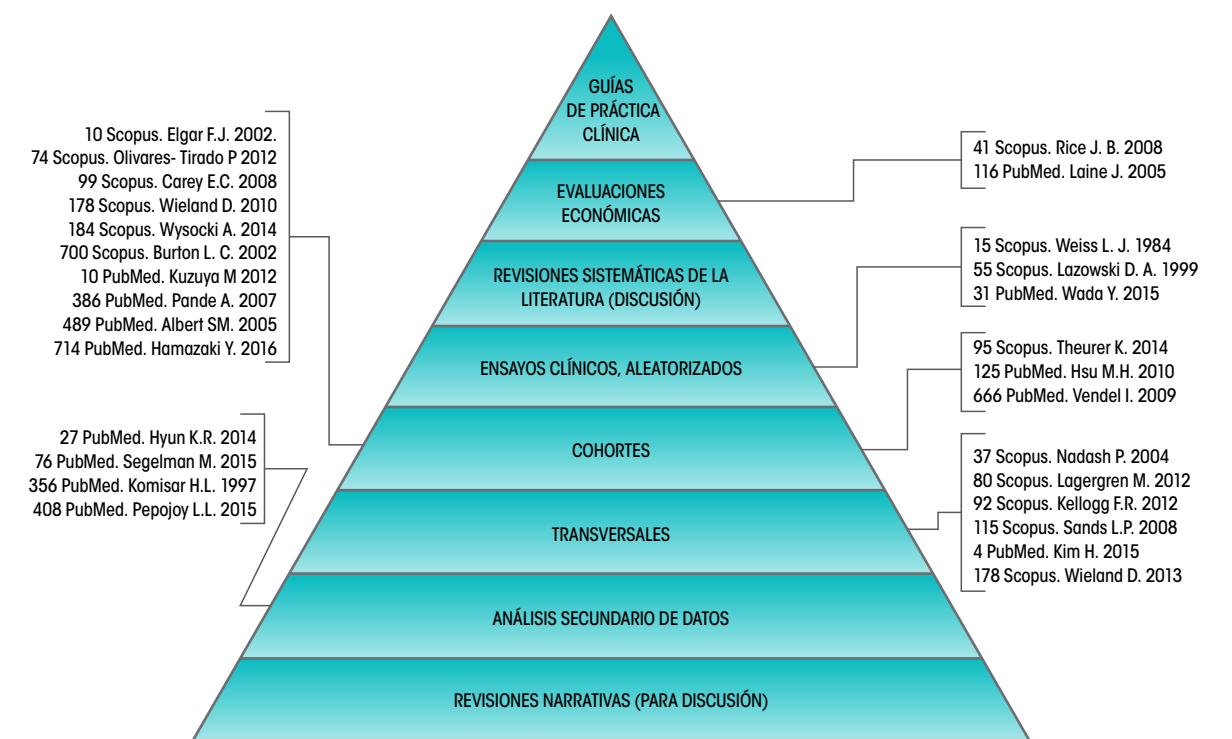 GUÍAS
DE PRÁCTICA
CLÍNICA
EVALUACIONES
ECONÓMICAS
REVISIONES SISTEMÁTICAS DE LA
LITERATURA (DISCUSIÓN)
ENSAYOS CLÍNICOS, ALEATORIZADOS
COHORTES
TRANSVERSALES
ANÁLISIS SECUNDARIO DE DATOS
REVISIONES NARRATIVAS (PARA DISCUSIÓN)
10 Scopus. Elgar F.J. 2002.
74 Scopus. Olivares- Tirado P 2012
99 Scopus. Carey E.C. 2008
178 Scopus. Wieland D. 2010
184 Scopus. Wysocki A. 2014
700 Scopus. Burton L. C. 2002
10 PubMed. Kuzuya M 2012
386 PubMed. Pande A. 2007
489 PubMed. Albert SM. 2005
714 PubMed. Hamazaki Y. 2016
27 PubMed. Hyun K.R. 2014
76 PubMed. Segelman M. 2015
356 PubMed. Komisar H.L. 1997
408 PubMed. Pepojoy L.L. 2015
41 Scopus. Rice J. B. 2008
116 PubMed. Laine J. 2005
15 Scopus. Weiss L. J. 1984
55 Scopus. Lazowski D. A. 1999
31 PubMed. Wada Y. 2015
95 Scopus. Theurer K. 2014
125 PubMed. Hsu M.H. 2010
666 PubMed. Vendel I. 2009
37 Scopus. Nadash P. 2004
80 Scopus. Lagergren M. 2012
92 Scopus. Kellogg F.R. 2012
115 Scopus. Sands L.P. 2008
4 PubMed. Kim H. 2015
178 Scopus. Wieland D. 2013